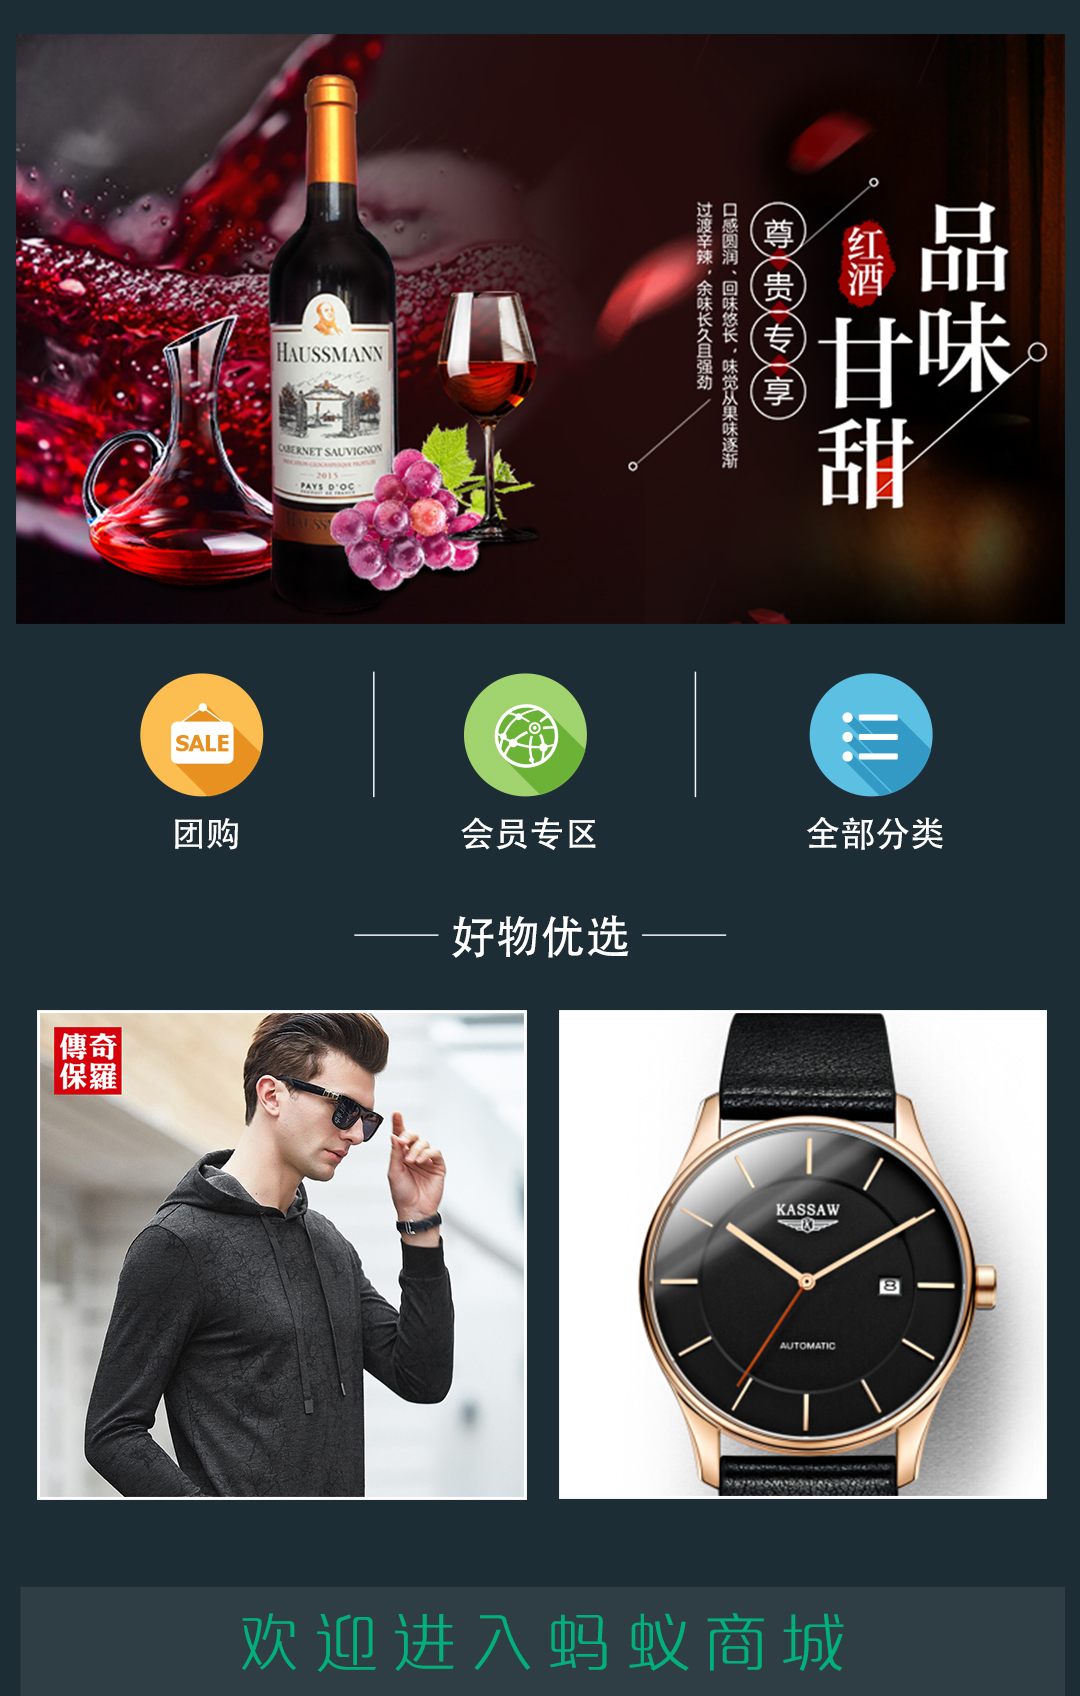 品味
甘甜
红酒
尊贵专享
口感圆润、回味悠长，味觉从果味逐渐
过渡辛辣，余味长久且强劲
HAUSSMANN
CABERNET SAUVIGNON
2015
PAYS D'OC
PRODUIT DE FRANCE
SALE
团购
会员专区
全部分类
好物优选
傳奇
保羅
KASSAW
K
8
AUTOMATIC
欢迎进入蚂蚁商城